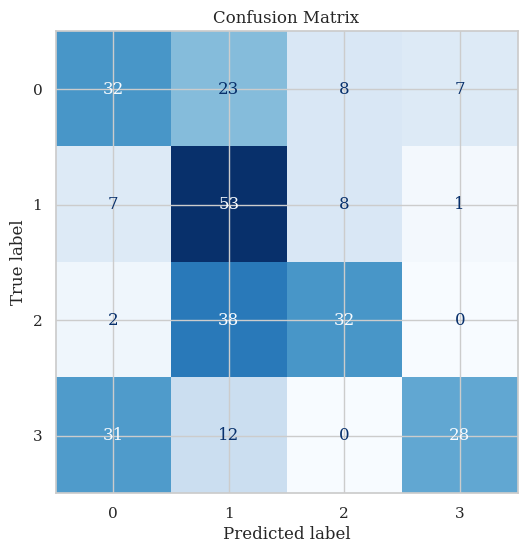 Confusion Matrix
True label
0 32 23 8 7
1 7 53 8 1
2 2 38 32 0
3 31 12 0 28
0 1 2 3
Predicted label